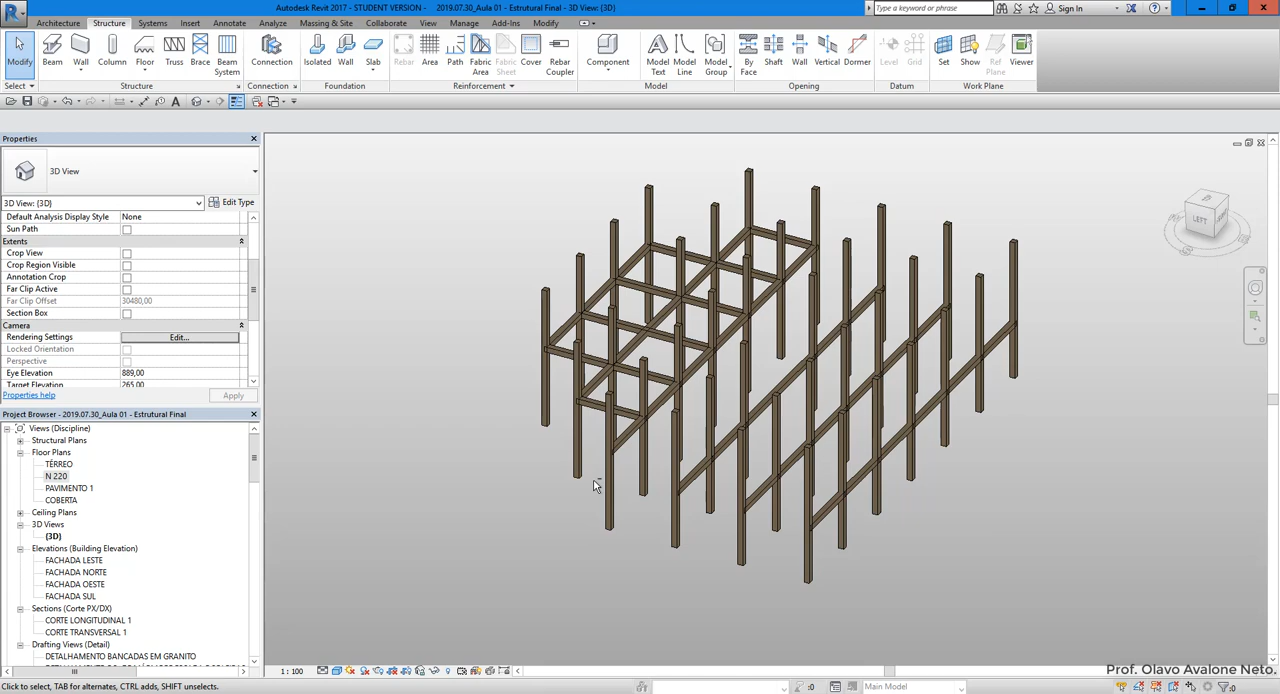 Autodesk Revit 2017 - STUDENT VERSION - 2019.07.30_Aula 01 - Estrutural Final - 3D View: {3D}
Type a keyword or phrase
Sign In
Architecture Structure Systems Insert Annotate Analyze Massing & Site Collaborate View Manage Add-Ins Modify
Modify Beam Wall Column Floor Truss Brace Beam System Connection Isolated Wall Slab Rebar Area Path Fabric Area Fabric Sheet Cover Rebar Coupler Component Model Text Model Line Model Group By Face Shaft Wall Vertical Dormer Level Grid Set Show Ref Plane Viewer
Select Structure Connection Foundation Reinforcement Model Opening Datum Work Plane
Properties
3D View
3D View: {3D} Edit Type
Default Analysis Display Style None
Sun Path
Extents
Crop View
Crop Region Visible
Annotation Crop
Far Clip Active
Far Clip Offset 30480,00
Section Box
Camera
Rendering Settings Edit...
Locked Orientation
Perspective
Eye Elevation 889,00
Target Elevation 265,00
Properties help Apply
Project Browser - 2019.07.30_Aula 01 - Estrutural Final
Views (Discipline)
Structural Plans
Floor Plans
TÉRREO
N 220
PAVIMENTO 1
COBERTA
Ceiling Plans
3D Views
{3D}
Elevations (Building Elevation)
FACHADA LESTE
FACHADA NORTE
FACHADA OESTE
FACHADA SUL
Sections (Corte PX/DX)
CORTE LONGITUDINAL 1
CORTE TRANSVERSAL 1
Drafting Views (Detail)
DETALHAMENTO BANCADAS EM GRANITO
LEFT
1 : 100
Prof. Olavo Avalone Neto.
Click to select, TAB for alternates, CTRL adds, SHIFT unselects.
:0
Main Model
:0